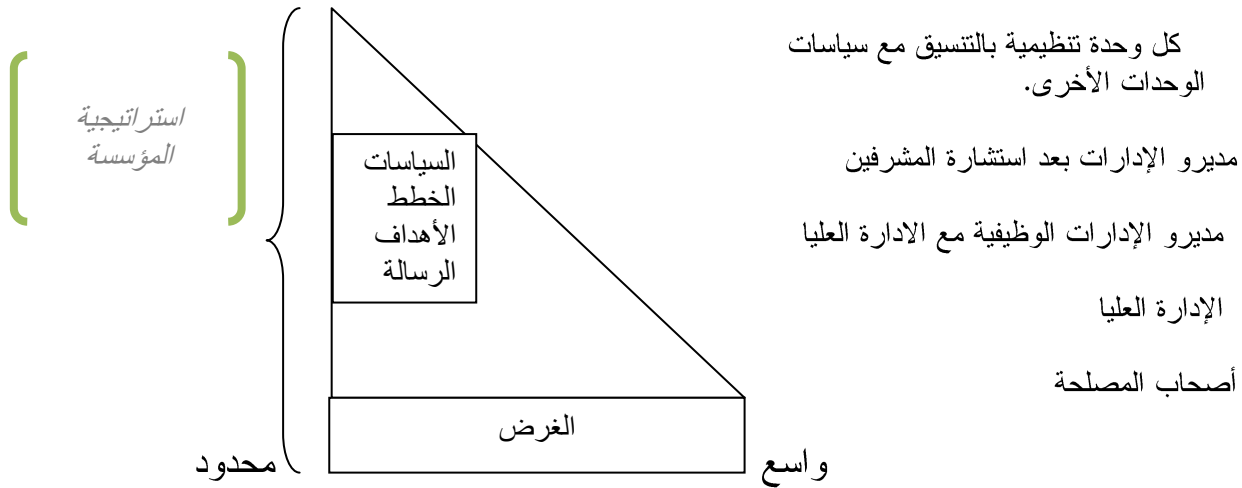 كل وحدة تنظيمية بالتنسيق مع سياسات
الوحدات الأخرى.
مديرو الإدارات بعد استشارة المشرفين
مديرو الإدارات الوظيفية مع الادارة العليا
الإدارة العليا
أصحاب المصلحة
السياسات
الخطط
الأهداف
الرسالة
الغرض
واسع
محدود
استراتيجية
المؤسسة